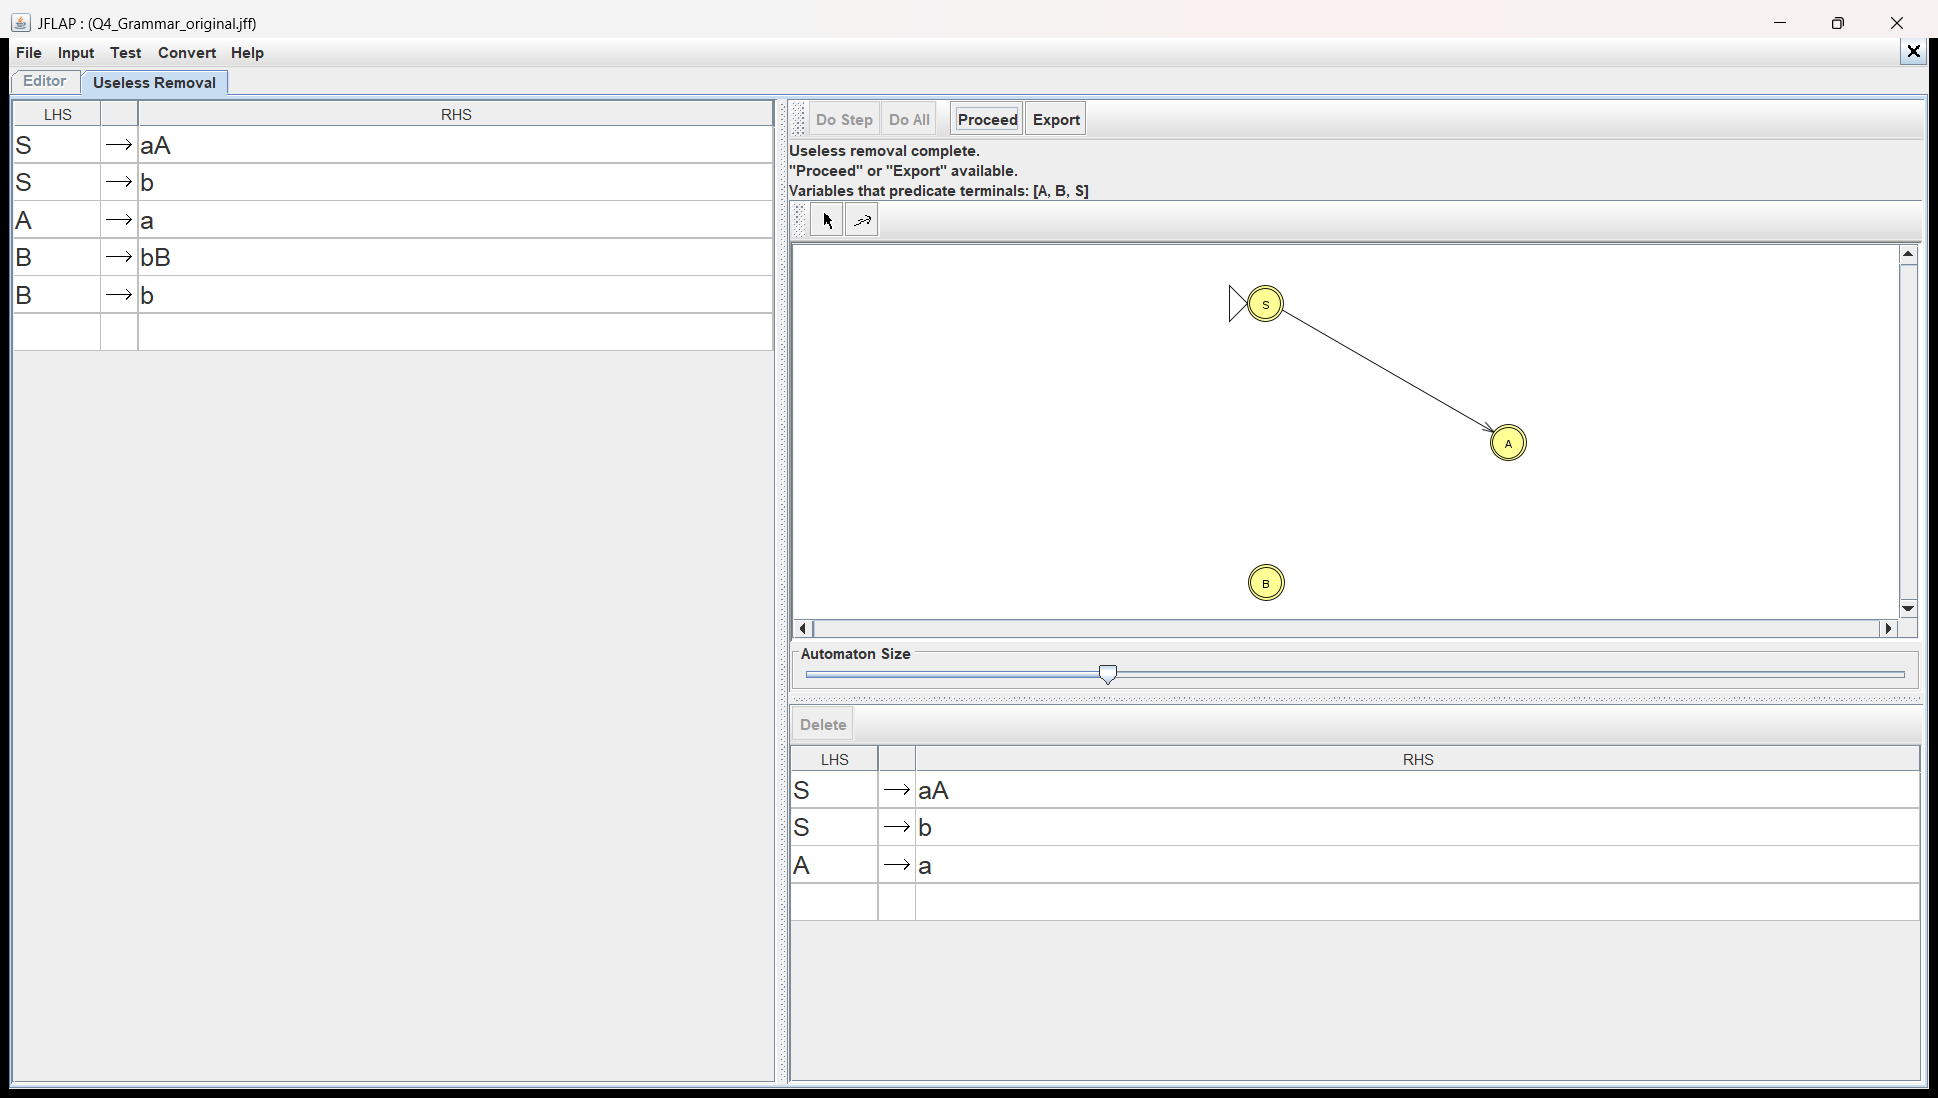 JFLAP : (Q4_Grammar_original.jff)
File Input Test Convert Help
Editor Useless Removal
LHS RHS
S → aA
S → b
A → a
B → bB
B → b
Do Step Do All Proceed Export
Useless removal complete.
"Proceed" or "Export" available.
Variables that predicate terminals: [A, B, S]
S
A
B
Automaton Size
Delete
LHS RHS
S → aA
S → b
A → a